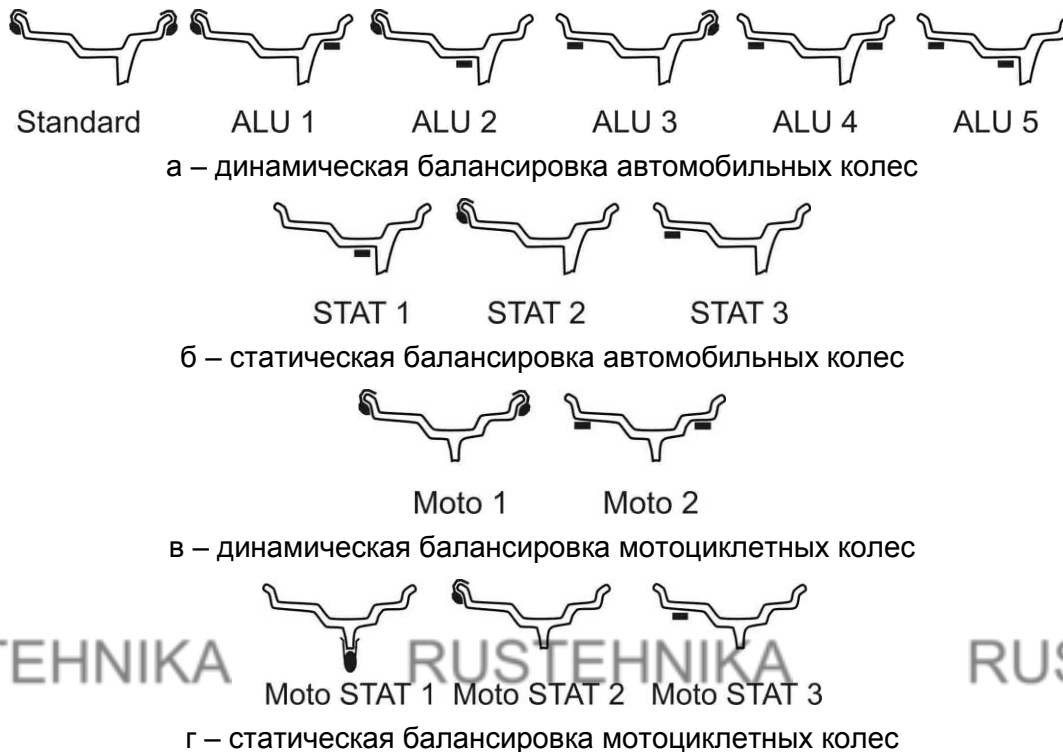 Standard ALU 1 ALU 2 ALU 3 ALU 4 ALU 5
а – динамическая балансировка автомобильных колес
STAT 1 STAT 2 STAT 3
б – статическая балансировка автомобильных колес
Moto 1 Moto 2
в – динамическая балансировка мотоциклетных колес
TEHNIKA RUSTEHNIKA RUS
Moto STAT 1 Moto STAT 2 Moto STAT 3
г – статическая балансировка мотоциклетных колес